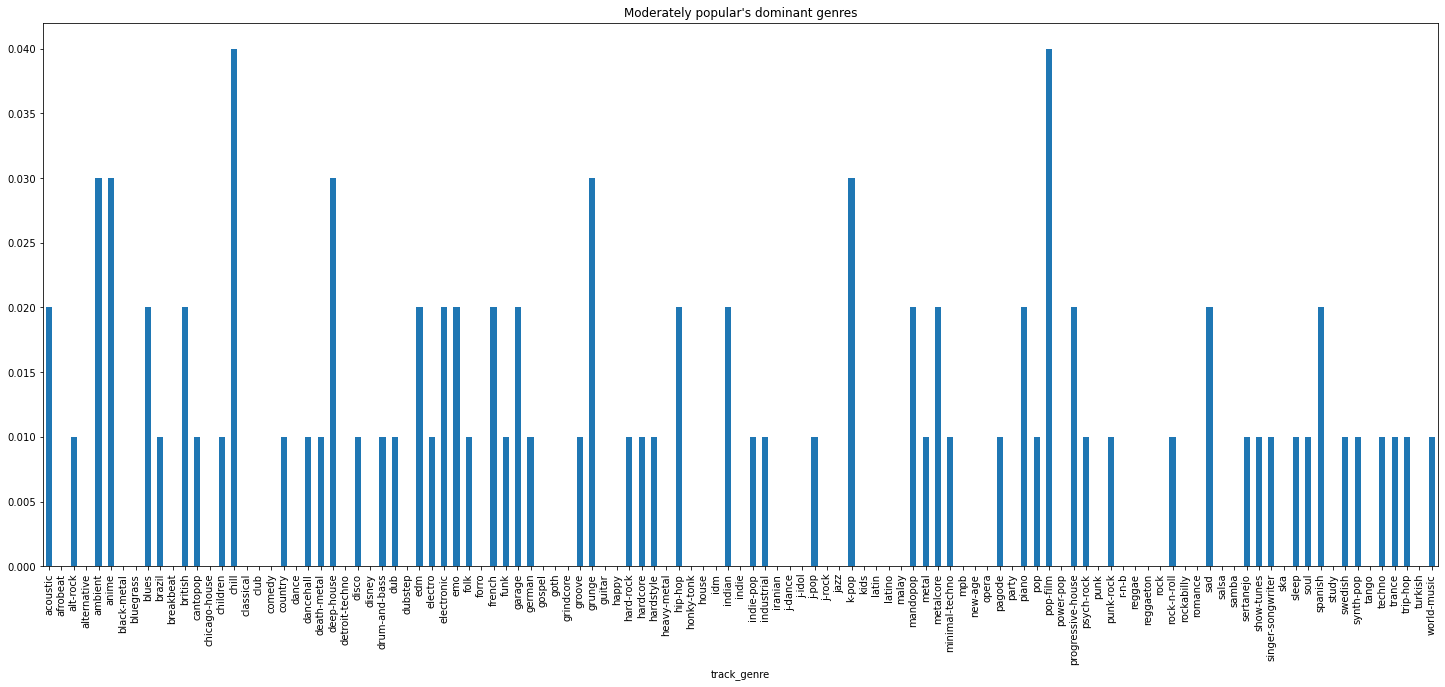 Moderately popular's dominant genres
0.040
0.035
0.030
0.025
0.020
0.015
0.010
0.005
0.000
acoustic
afrobeat
alt-rock
alternative
ambient
anime
black-metal
bluegrass
blues
brazil
breakbeat
british
cantopop
chicago-house
children
chill
classical
club
comedy
country
dance
dancehall
death-metal
deep-house
detroit-techno
disco
disney
drum-and-bass
dub
dubstep
edm
electro
electronic
emo
folk
forro
french
funk
garage
german
gospel
goth
grindcore
groove
grunge
guitar
happy
hard-rock
hardcore
hardstyle
heavy-metal
hip-hop
honky-tonk
house
idm
indian
indie
indie-pop
industrial
iranian
j-dance
j-idol
j-pop
j-rock
jazz
k-pop
kids
latin
latino
malay
mandopop
metal
metalcore
minimal-techno
mpb
new-age
opera
pagode
party
piano
pop
pop-film
power-pop
progressive-house
psych-rock
punk
punk-rock
r-n-b
reggae
reggaeton
rock
rock-n-roll
rockabilly
romance
sad
salsa
samba
sertanejo
show-tunes
singer-songwriter
ska
sleep
soul
spanish
study
swedish
synth-pop
tango
techno
trance
trip-hop
turkish
world-music
track_genre